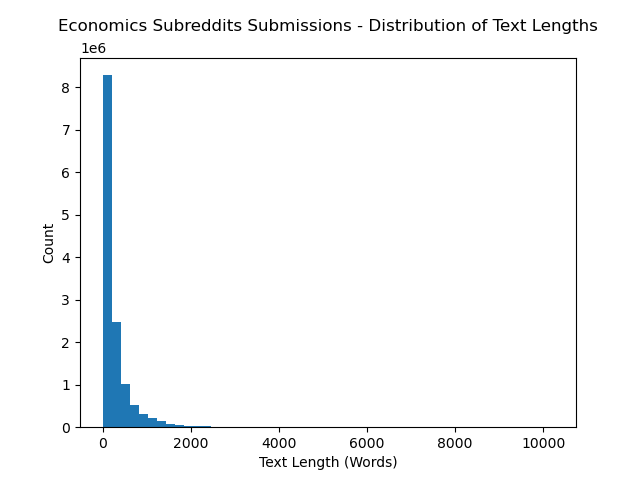 Economics Subreddits Submissions - Distribution of Text Lengths
1e6
8
7
6
5
4
3
2
1
0
Count
0 2000 4000 6000 8000 10000
Text Length (Words)